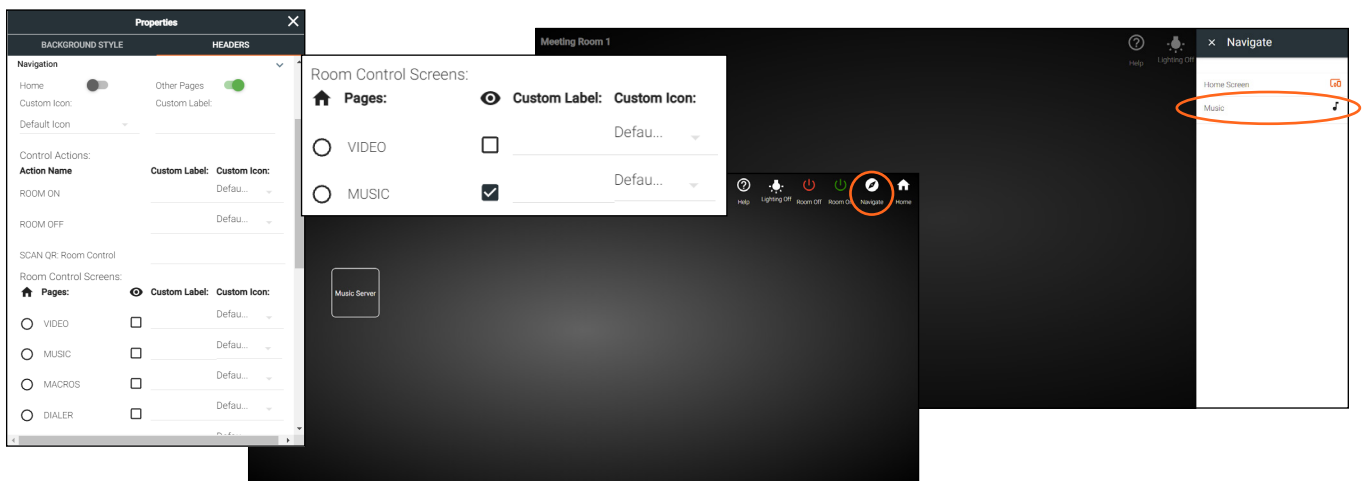 Properties
BACKGROUND STYLE HEADERS
Navigation
Home Other Pages
Custom Icon: Custom Label:
Default Icon
Control Actions:
Action Name Custom Label: Custom Icon:
ROOM ON Defau...
ROOM OFF Defau...
SCAN QR: Room Control
Room Control Screens:
Pages: Custom Label: Custom Icon:
VIDEO Defau...
MUSIC Defau...
MACROS Defau...
DIALER Defau...
Room Control Screens:
Pages: Custom Label: Custom Icon:
VIDEO Defau...
MUSIC Defau...
Help Lighting Off Room Off Room On Navigate Home
Music Server
Meeting Room 1
Help Lighting Off
Navigate
Home Screen
Music